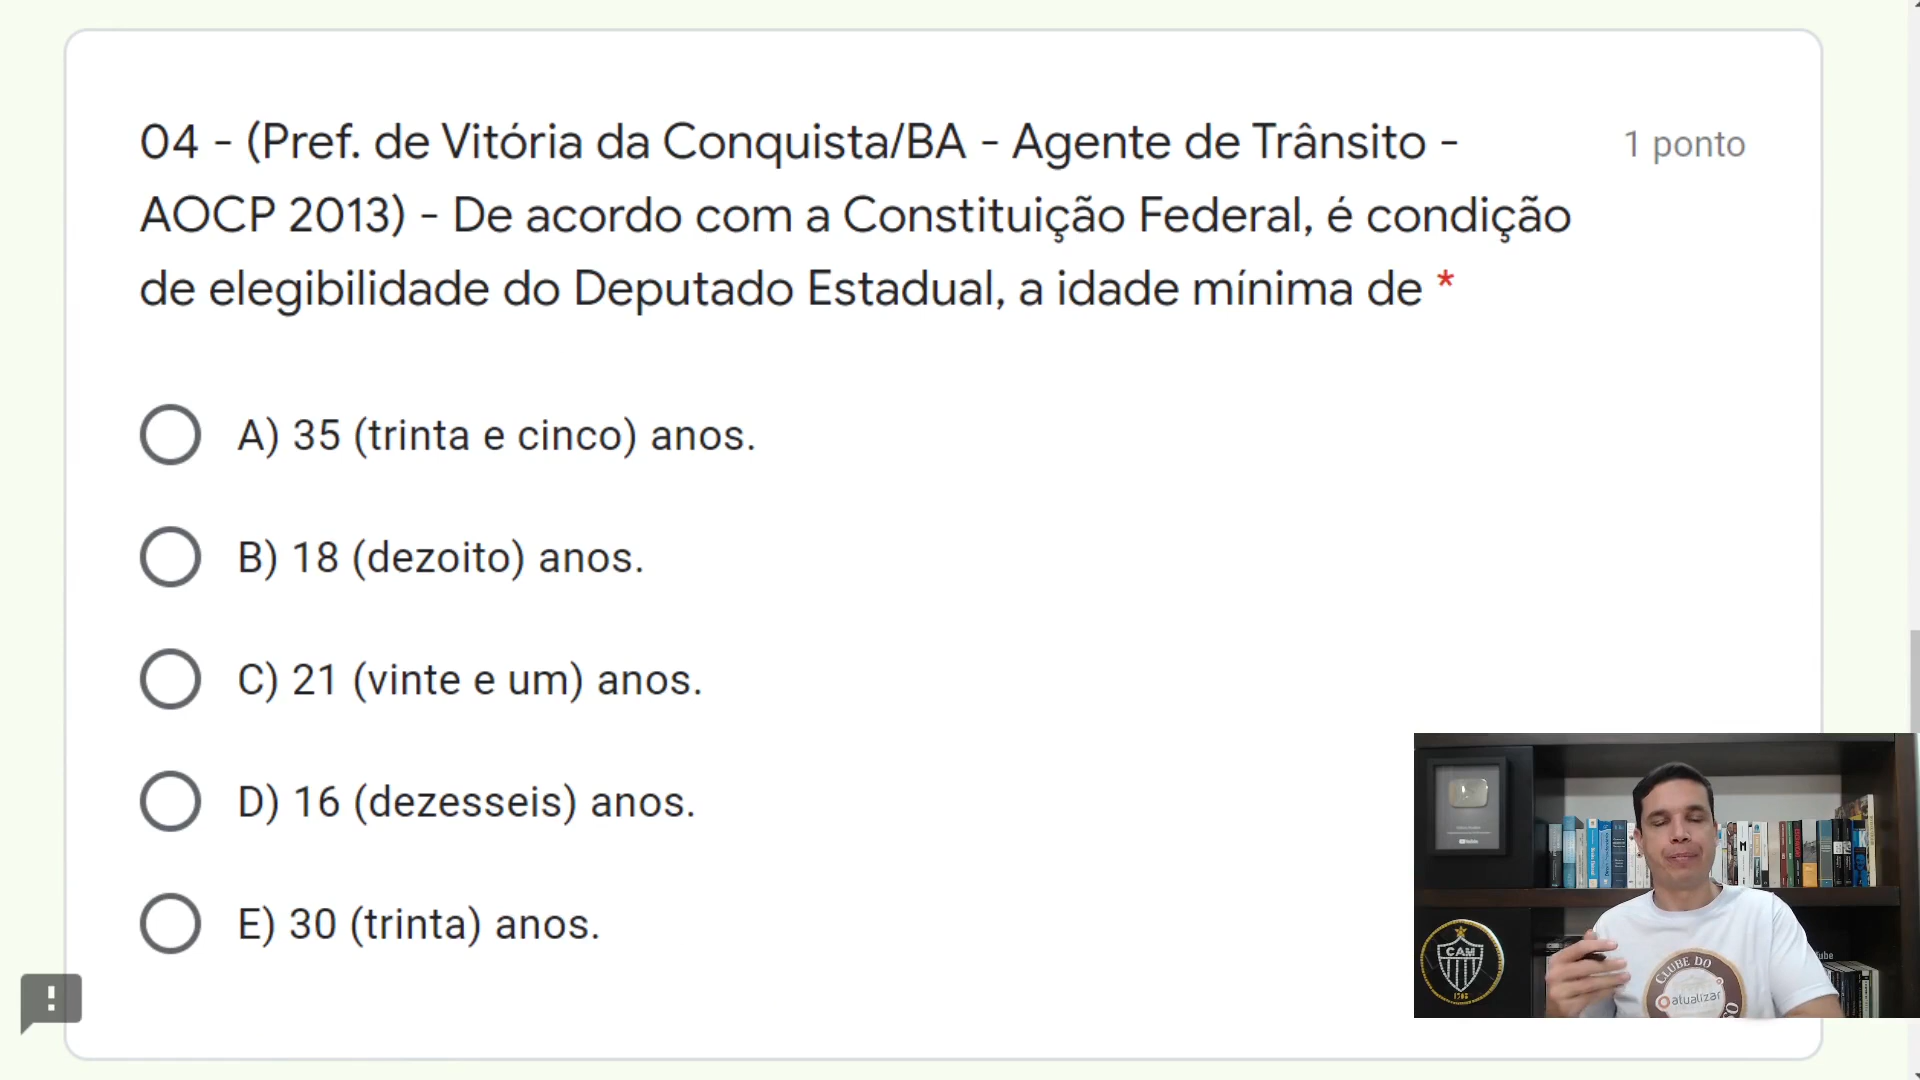 04 - (Pref. de Vitória da Conquista/BA - Agente de Trânsito -
AOCP 2013) - De acordo com a Constituição Federal, é condição
de elegibilidade do Deputado Estadual, a idade mínima de *
1 ponto
A) 35 (trinta e cinco) anos.
B) 18 (dezoito) anos.
C) 21 (vinte e um) anos.
D) 16 (dezesseis) anos.
E) 30 (trinta) anos.
!
CAM
CLUBE DO
atualizar